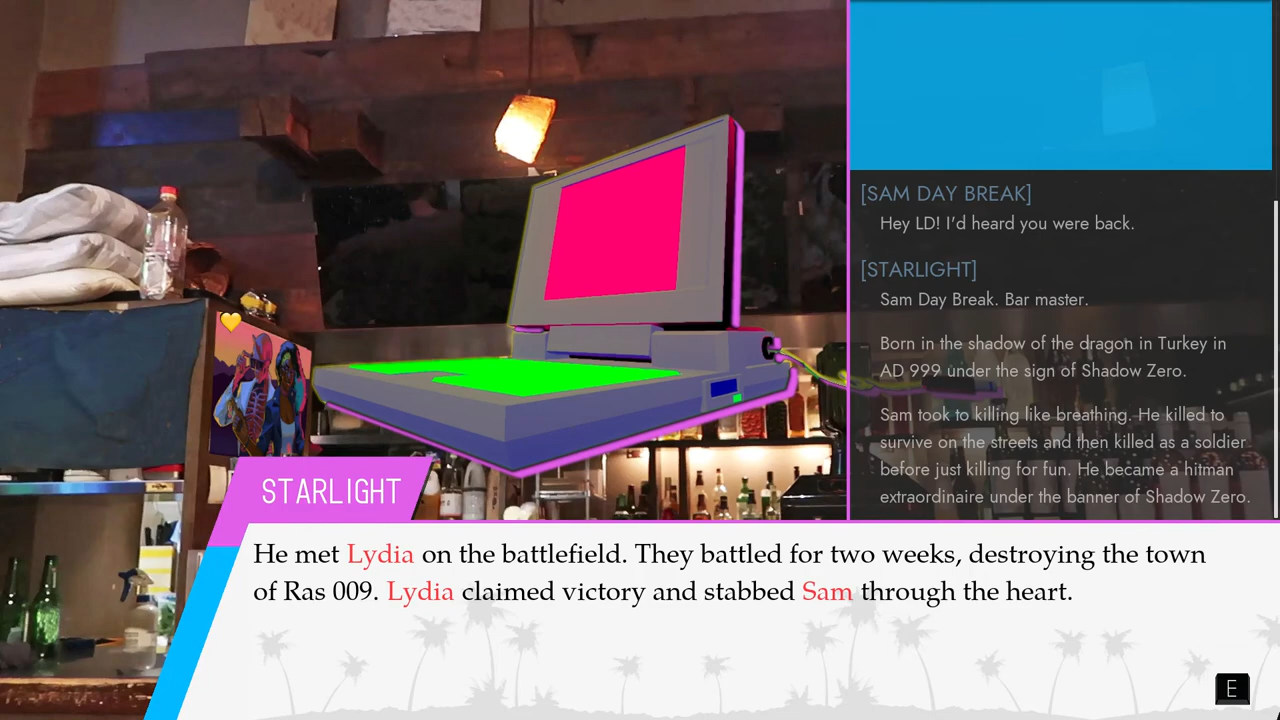 [SAM DAY BREAK]
Hey LD! I'd heard you were back.
[STARLIGHT]
Sam Day Break. Bar master.
Born in the shadow of the dragon in Turkey in
AD 999 under the sign of Shadow Zero.
Sam took to killing like breathing. He killed to
survive on the streets and then killed as a soldier
before just killing for fun. He became a hitman
extraordinaire under the banner of Shadow Zero.
STARLIGHT
He met Lydia on the battlefield. They battled for two weeks, destroying the town
of Ras 009. Lydia claimed victory and stabbed Sam through the heart.
E